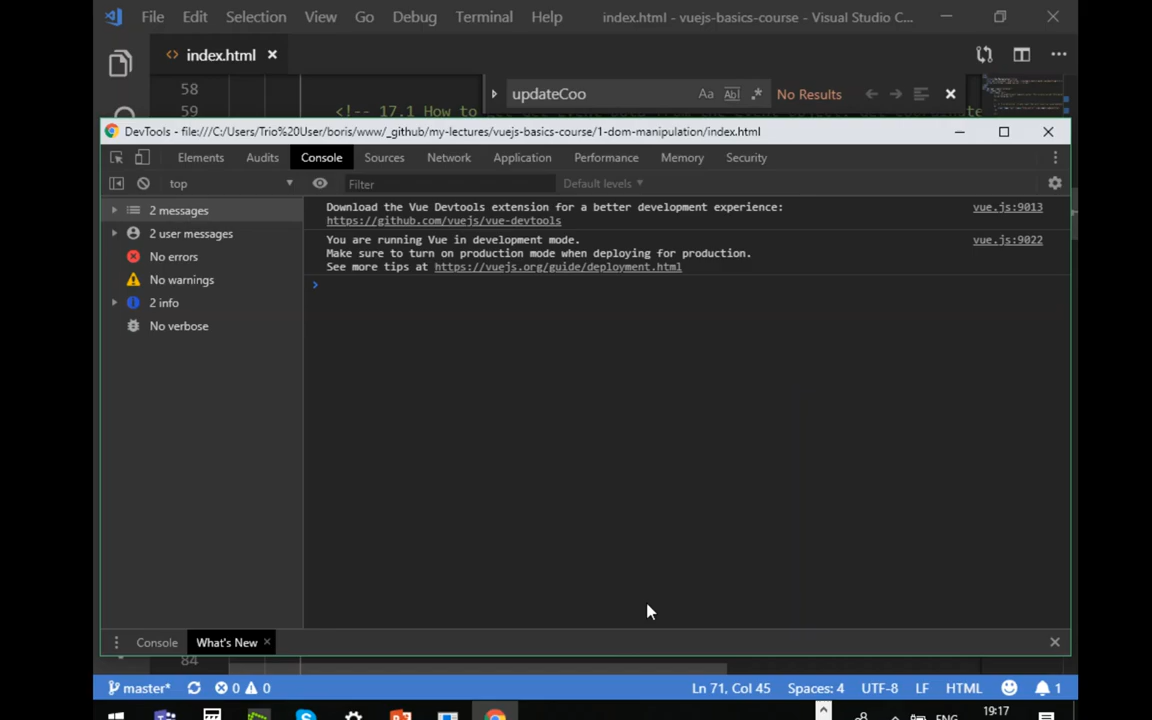 File Edit Selection View Go Debug Terminal Help index.html - vuejs-basics-course - Visual Studio C...
index.html
58
updateCoo Aa Abl .* No Results
59 <!-- 17.1 How to
DevTools - file:///C:/Users/Trio%20User/boris/www/_github/my-lectures/vuejs-basics-course/1-dom-manipulation/index.html
Elements Audits Console Sources Network Application Performance Memory Security
top Filter Default levels
2 messages
2 user messages
No errors
No warnings
2 info
No verbose
Download the Vue Devtools extension for a better development experience: vue.js:9013
https://github.com/vuejs/vue-devtools
You are running Vue in development mode. vue.js:9022
Make sure to turn on production mode when deploying for production.
See more tips at https://vuejs.org/guide/deployment.html
Console What's New
84
master* 0 0 Ln 71, Col 45 Spaces: 4 UTF-8 LF HTML 1
19:17
ENG